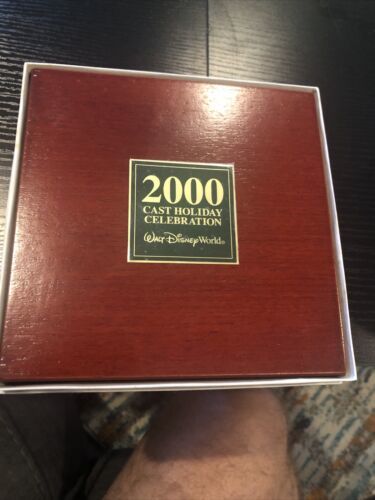 2000
CAST HOLIDAY
CELEBRATION
Walt Disney World®